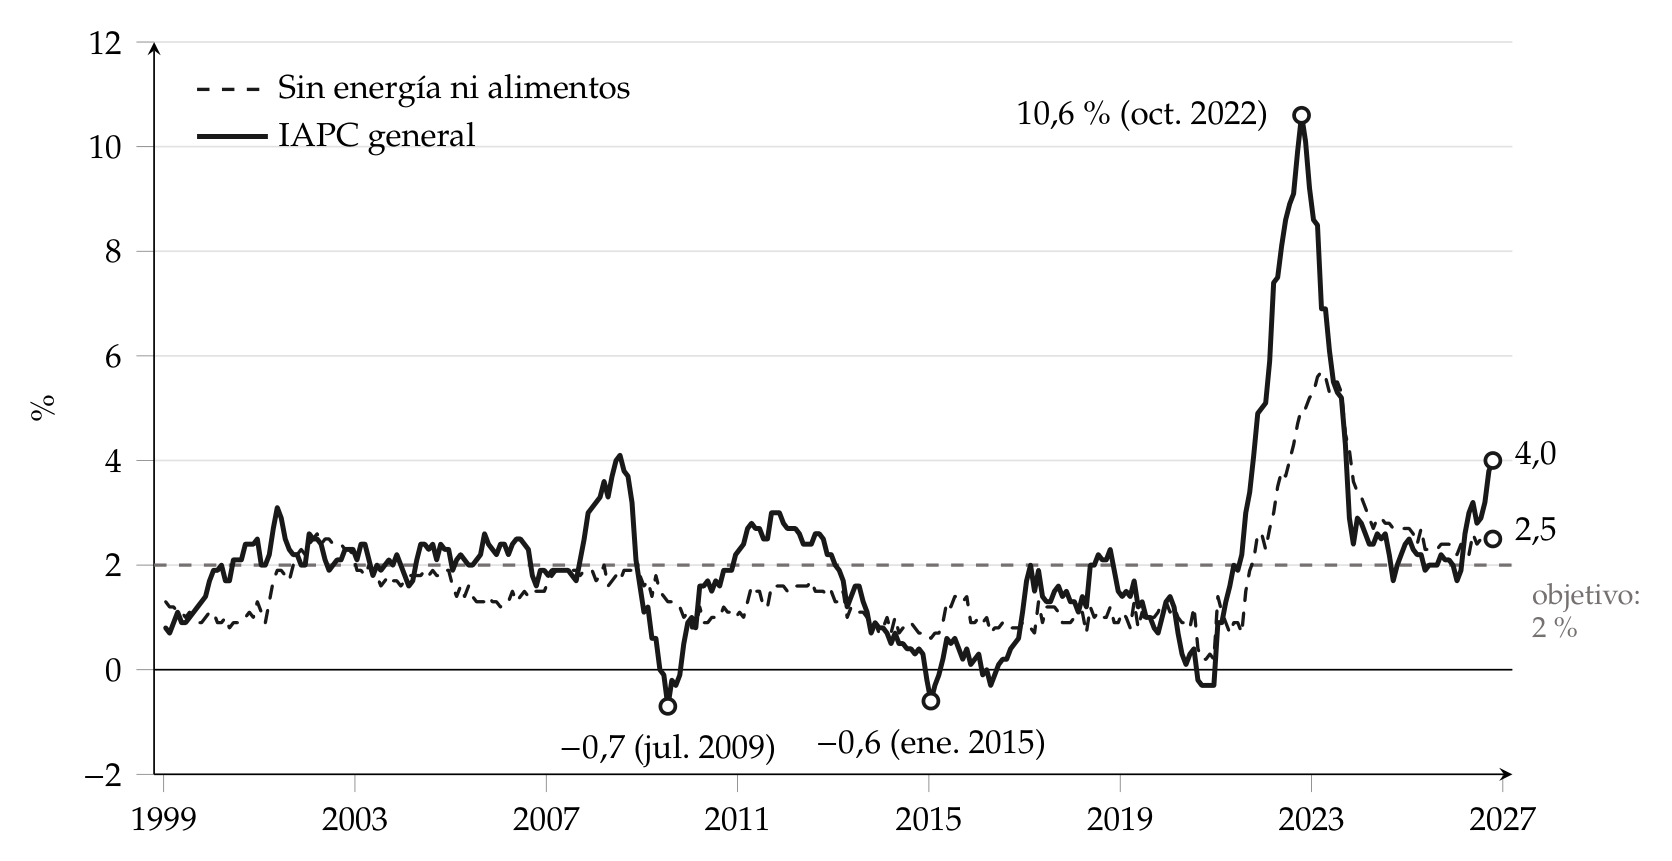 12
Sin energía ni alimentos
10,6 % (oct. 2022)
IAPC general
10
8
6
%
4
4,0
2,5
2
objetivo:
2 %
0
−0,7 (jul. 2009)
−0,6 (ene. 2015)
−2
1999 2003 2007 2011 2015 2019 2023 2027